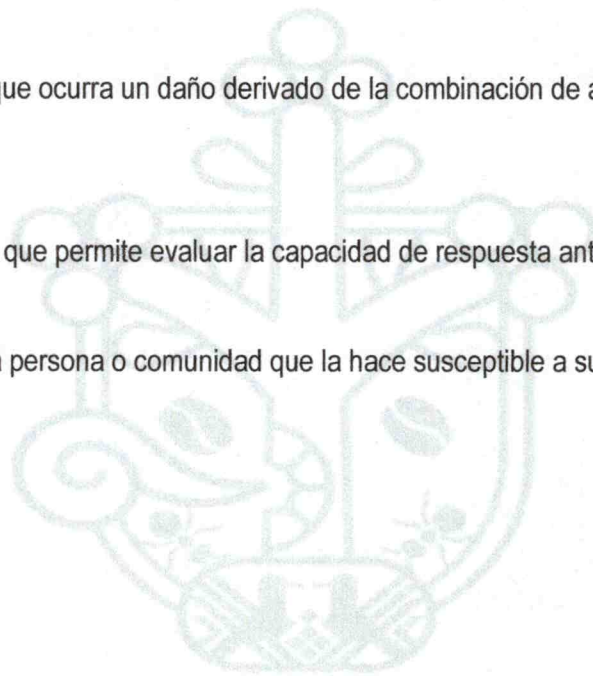 ue ocurra un daño derivado de la combinación de a
que permite evaluar la capacidad de respuesta ant
persona o comunidad que la hace susceptible a su